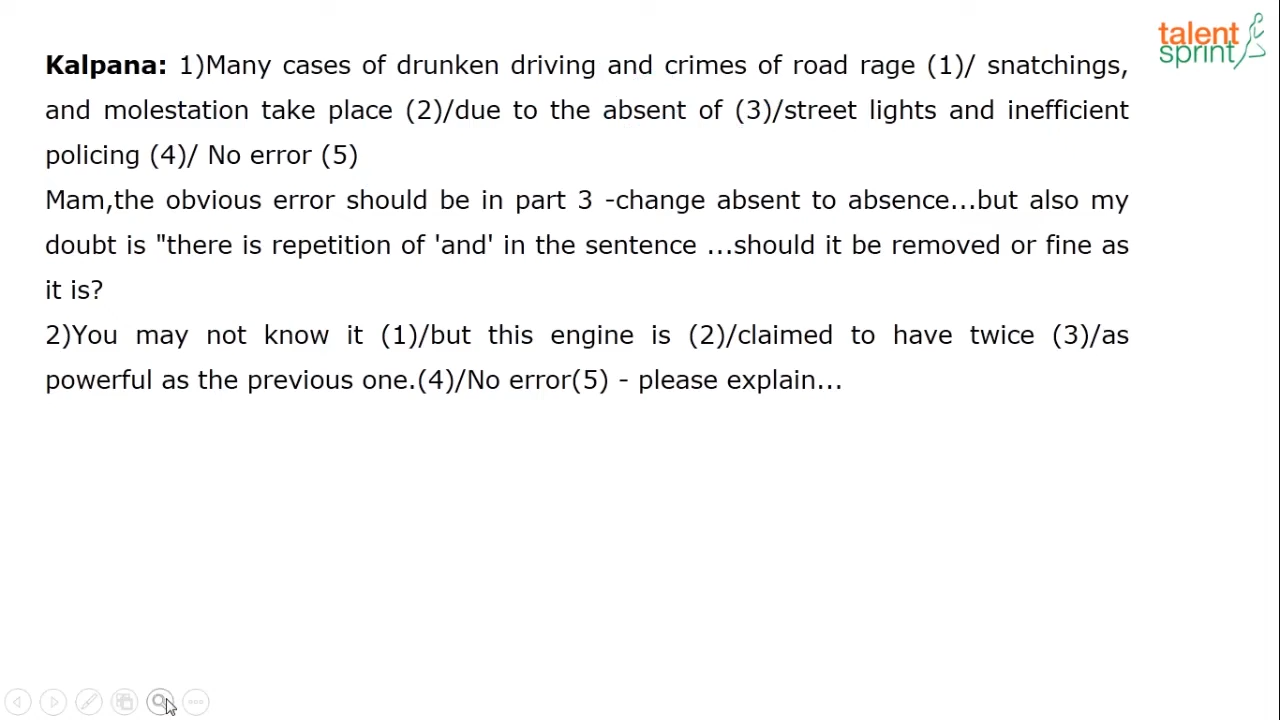 talent
sprint
Kalpana: 1)Many cases of drunken driving and crimes of road rage (1)/ snatchings,
and molestation take place (2)/due to the absent of (3)/street lights and inefficient
policing (4)/ No error (5)
Mam,the obvious error should be in part 3 -change absent to absence...but also my
doubt is "there is repetition of 'and' in the sentence ...should it be removed or fine as
it is?
2)You may not know it (1)/but this engine is (2)/claimed to have twice (3)/as
powerful as the previous one.(4)/No error(5) - please explain...